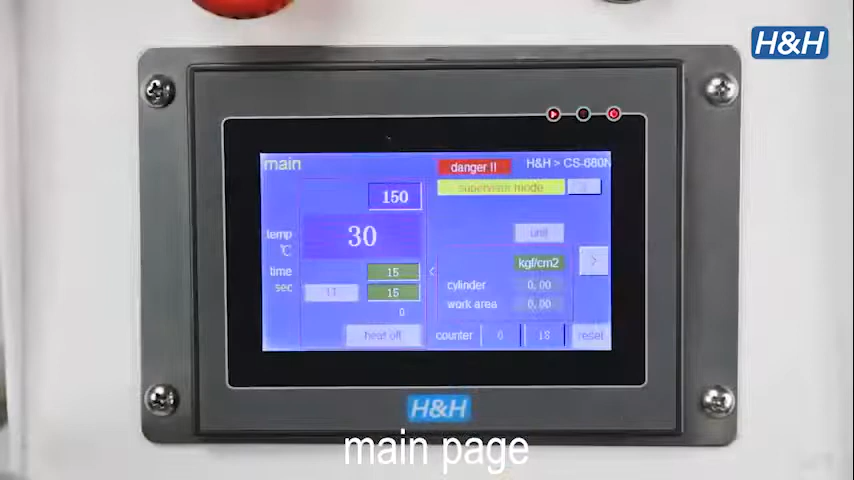 H&H
main
danger !!
H&H > CS-680N
supervisor mode
150
temp
℃
30
unit
kgf/cm2
>
time
sec
15
<
cylinder
0.00
T1
15
work area
0.00
0
heat off
counter
0
18
reset
H&H
main page